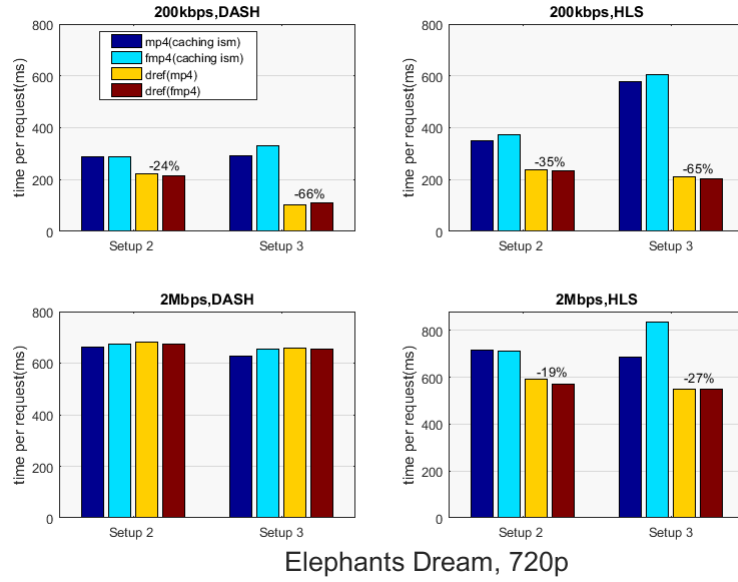 200kbps,DASH
time per request(ms)
800
600
400
200
0
mp4(caching ism)
fmp4(caching ism)
dref(mp4)
dref(fmp4)
-24%
-66%
Setup 2
Setup 3
200kbps,HLS
time per request(ms)
800
600
400
200
0
-35%
-65%
Setup 2
Setup 3
2Mbps,DASH
time per request(ms)
800
600
400
200
0
Setup 2
Setup 3
2Mbps,HLS
time per request(ms)
800
600
400
200
0
-19%
-27%
Setup 2
Setup 3
Elephants Dream, 720p